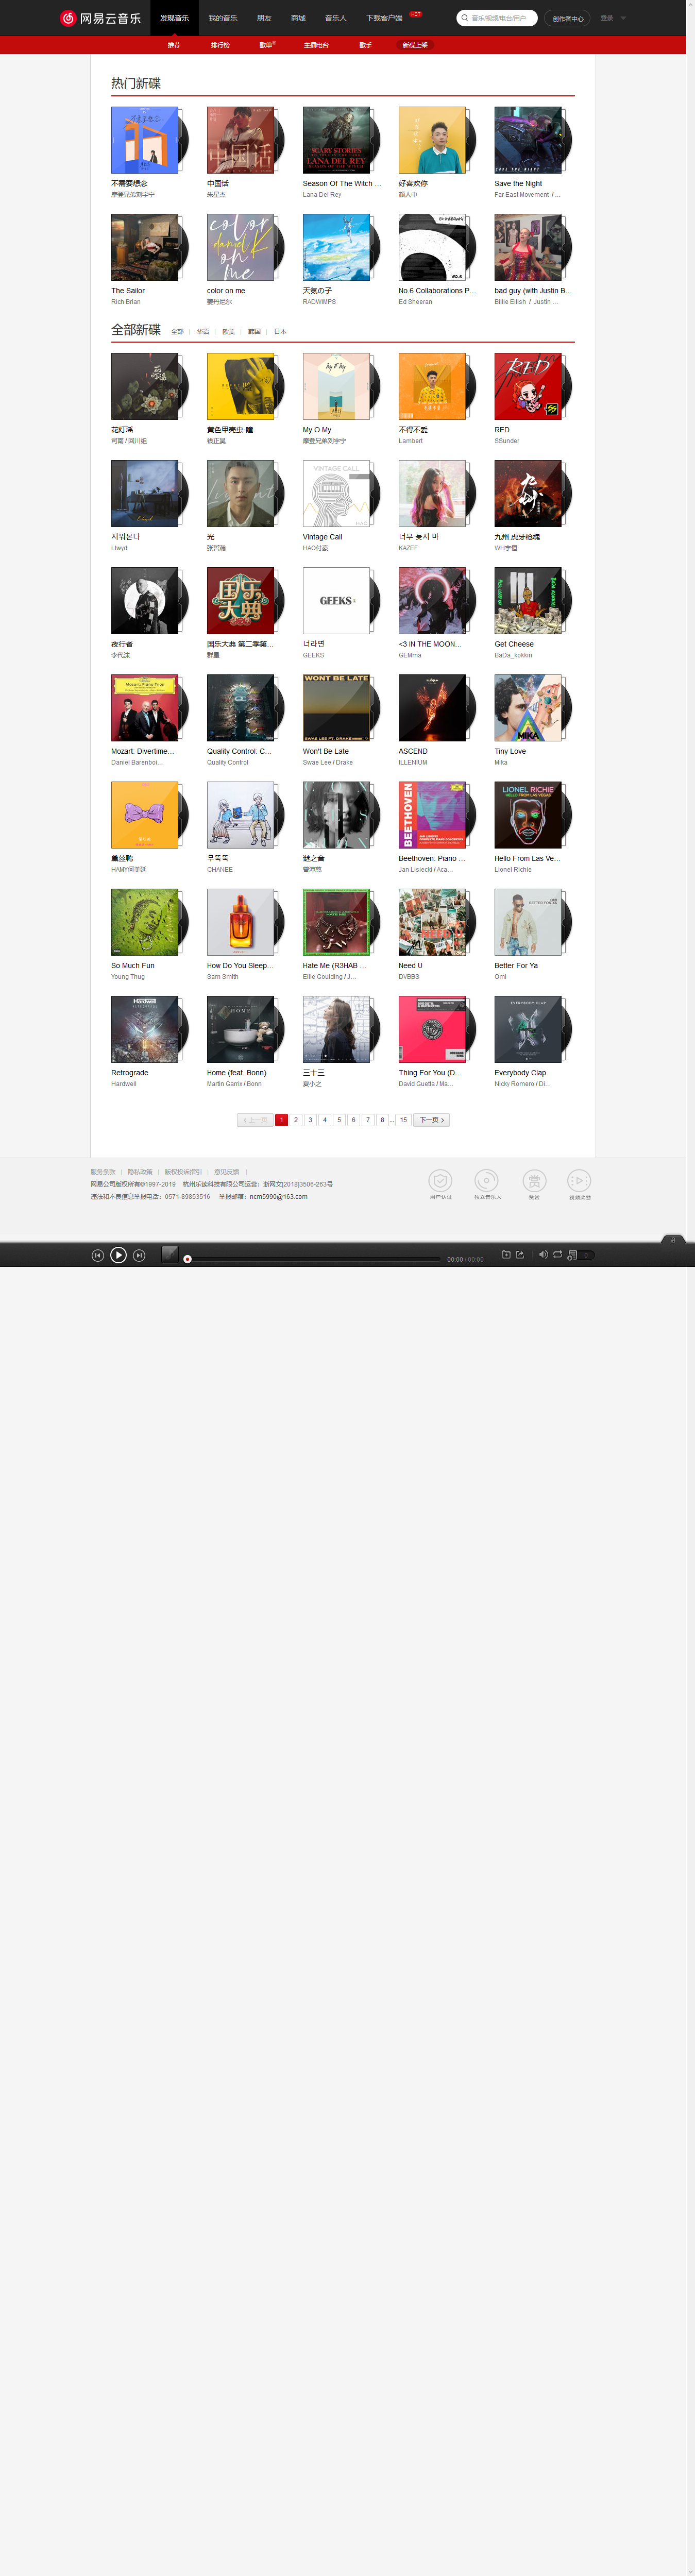 网易云音乐
发现音乐 我的音乐 朋友 商城 音乐人 下载客户端 HOT
音乐/视频/电台/用户 创作者中心 登录
推荐 排行榜 歌单 主播电台 歌手 新碟上架
热门新碟
不需要想念 中国话 Season Of The Witch ... 好喜欢你 Save the Night
摩登兄弟刘宇宁 朱星杰 Lana Del Rey 颜人中 Far East Movement / ...
The Sailor color on me 天気の子 No.6 Collaborations P... bad guy (with Justin B...
Rich Brian 姜丹尼尔 RADWIMPS Ed Sheeran Billie Eilish / Justin ...
全部新碟 全部 | 华语 | 欧美 | 韩国 | 日本
花灯瑶 黄色甲壳虫·瞳 My O My 不得不爱 RED
司南 / 回川组 钱正昊 摩登兄弟刘宇宁 Lambert SSunder
지워본다 光 Vintage Call 너무 늦지 마 九州.虎牙枪魂
Llwyd 张哲瀚 HAO付豪 KAZEF WH宇恒
夜行者 国乐大典 第二季第... 너라면 <3 IN THE MOON... Get Cheese
李代沫 群星 GEEKS GEMma BaDa_kokkiri
Mozart: Divertime... Quality Control: C... Won't Be Late ASCEND Tiny Love
Daniel Barenboi... Quality Control Swae Lee / Drake ILLENIUM Mika
黛丝鸭 무뚝뚝 谜之音 Beethoven: Piano ... Hello From Las Ve...
HAMY何美延 CHANEE 曾沛慈 Jan Lisiecki / Aca... Lionel Richie
So Much Fun How Do You Sleep... Hate Me (R3HAB ... Need U Better For Ya
Young Thug Sam Smith Ellie Goulding / J... DVBBS Orni
Retrograde Home (feat. Bonn) 三十三 Thing For You (D... Everybody Clap
Hardwell Martin Garrix / Bonn 夏小之 David Guetta / Ma... Nicky Romero / Di...
上一页 1 2 3 4 5 6 7 8 ... 15 下一页
服务条款 | 隐私政策 | 版权投诉指引 | 意见反馈 |
网易公司版权所有©1997-2019 杭州乐读科技有限公司运营：浙网文[2018]3506-263号
违法和不良信息举报电话：0571-89853516 举报邮箱：ncm5990@163.com
用户认证 独立音乐人 赞赏 视频奖励
00:00 / 00:00